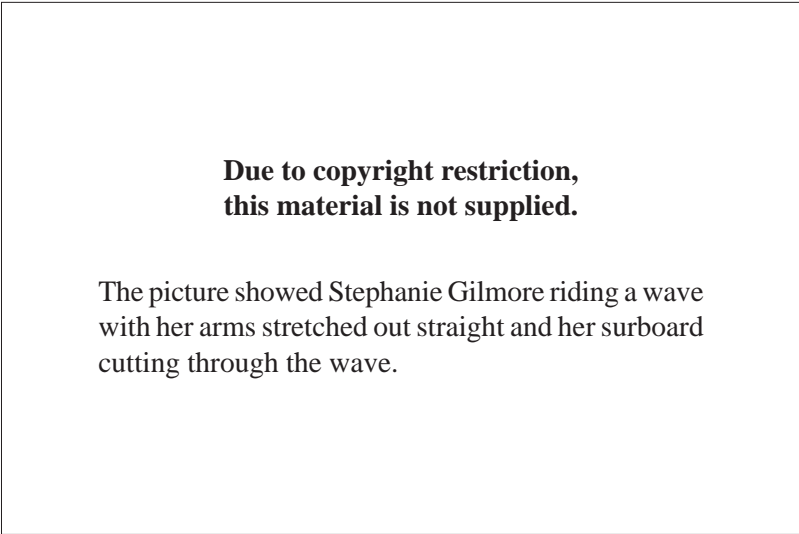 Due to copyright restriction,
this material is not supplied.
The picture showed Stephanie Gilmore riding a wave
with her arms stretched out straight and her surboard
cutting through the wave.